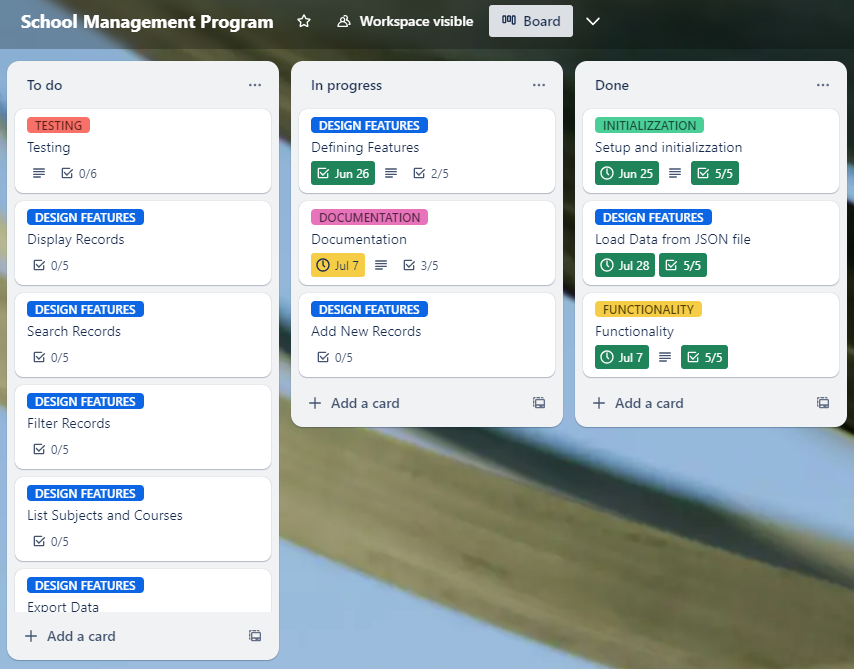 School Management Program
Workspace visible
Board
To do
TESTING
Testing
0/6
DESIGN FEATURES
Display Records
0/5
DESIGN FEATURES
Search Records
0/5
DESIGN FEATURES
Filter Records
0/5
DESIGN FEATURES
List Subjects and Courses
0/5
DESIGN FEATURES
Export Data
Add a card
In progress
DESIGN FEATURES
Defining Features
Jun 26 2/5
DOCUMENTATION
Documentation
Jul 7 3/5
DESIGN FEATURES
Add New Records
0/5
Add a card
Done
INITIALIZZATION
Setup and initializzation
Jun 25 5/5
DESIGN FEATURES
Load Data from JSON file
Jul 28 5/5
FUNCTIONALITY
Functionality
Jul 7 5/5
Add a card